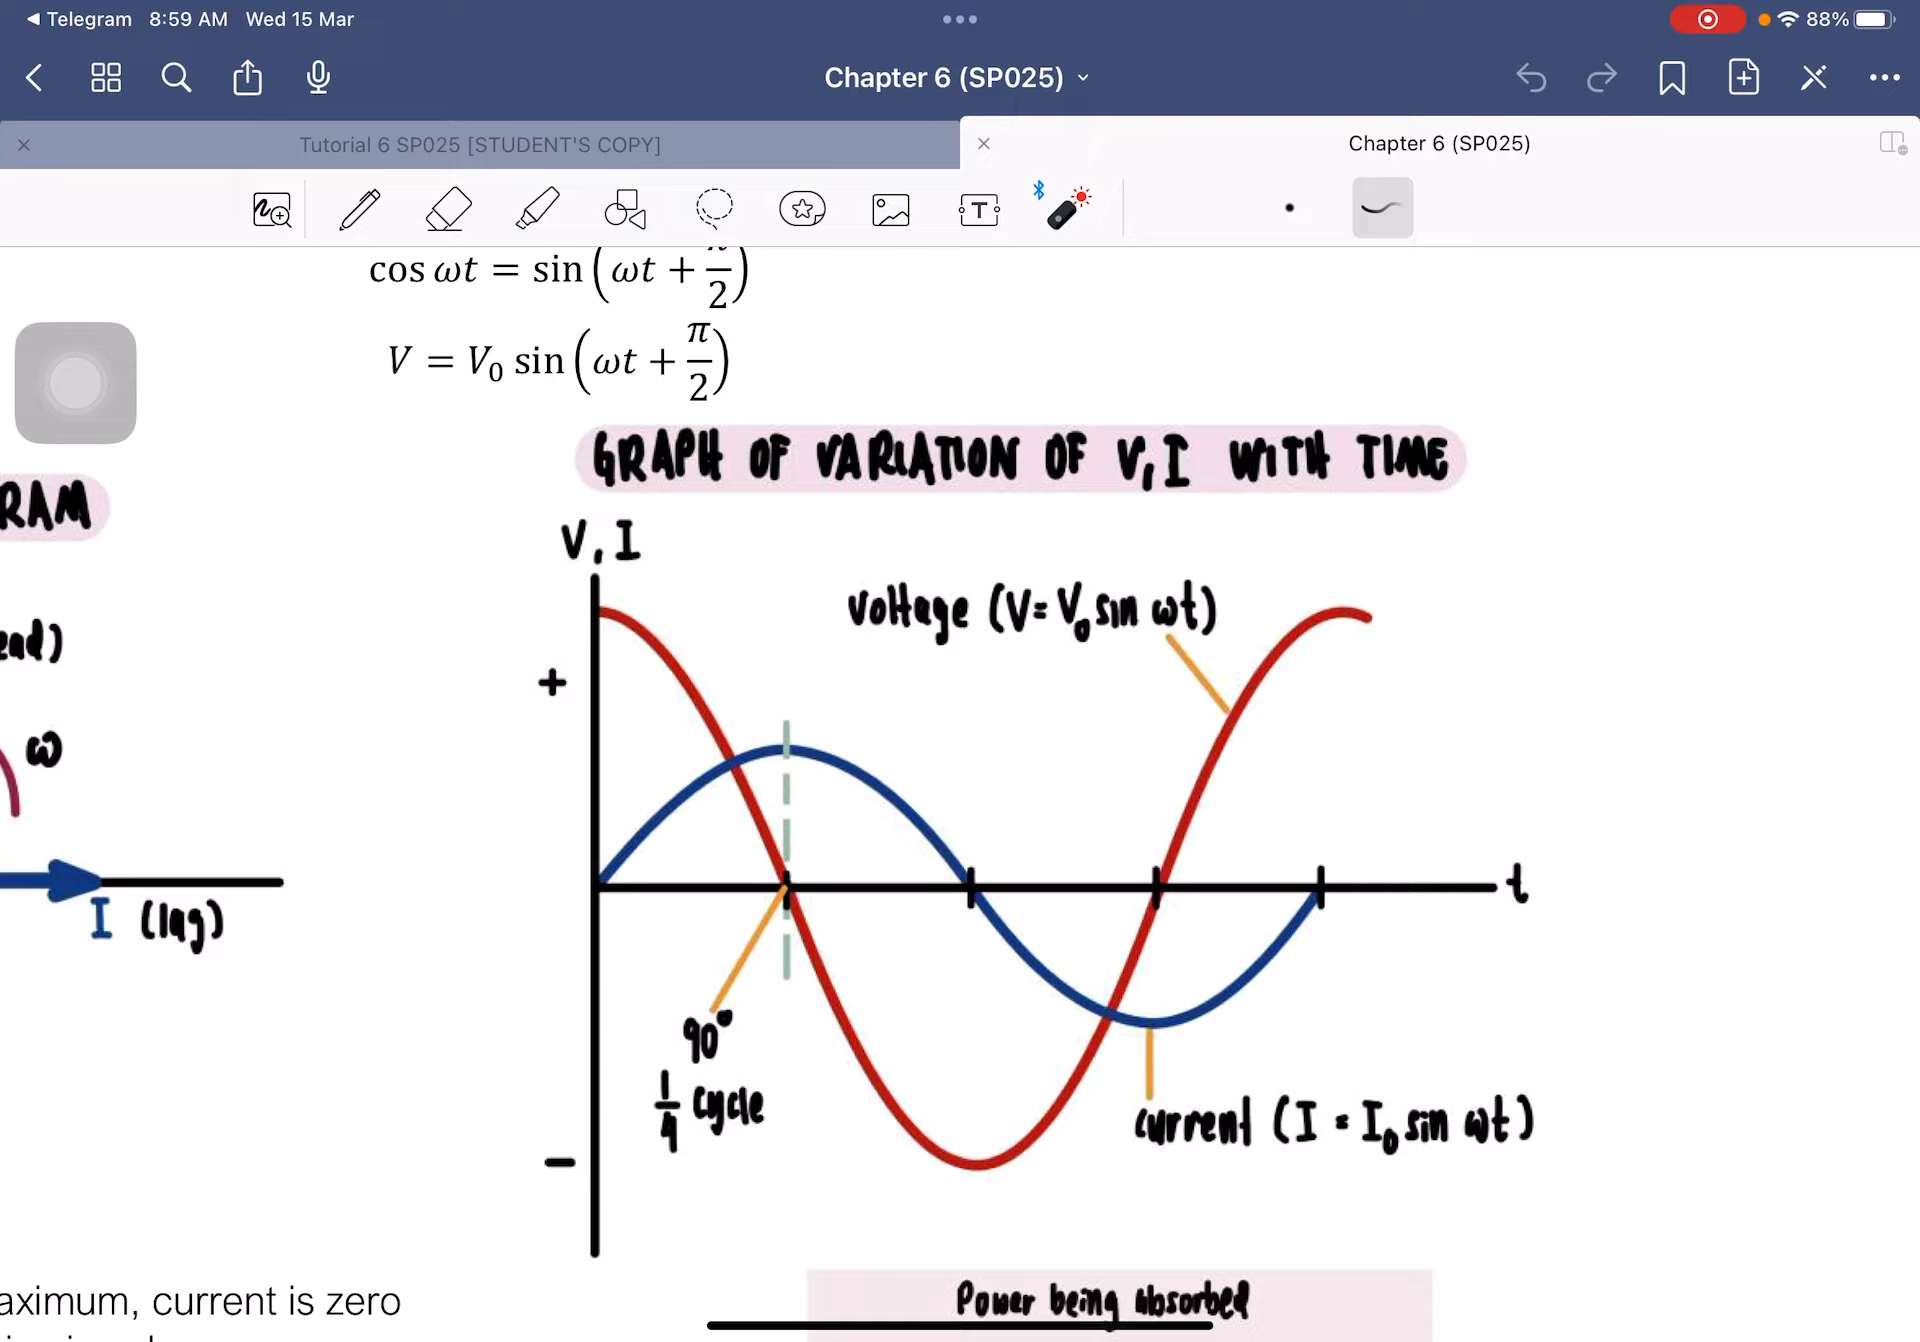 Telegram 8:59 AM Wed 15 Mar 88%
Chapter 6 (SP025)
Tutorial 6 SP025 [STUDENT'S COPY]
Chapter 6 (SP025)
T
cos ωt = sin(ωt + π/2)
V = V₀ sin(ωt + π/2)
GRAPH OF VARIATION OF V, I WITH TIME
RAM
V, I
voltage (V = V₀ sin ωt)
ead)
+
ω
t
I (lag)
90°
1/4 cycle
current (I = I₀ sin ωt)
−
Power being absorbed
aximum, current is zero